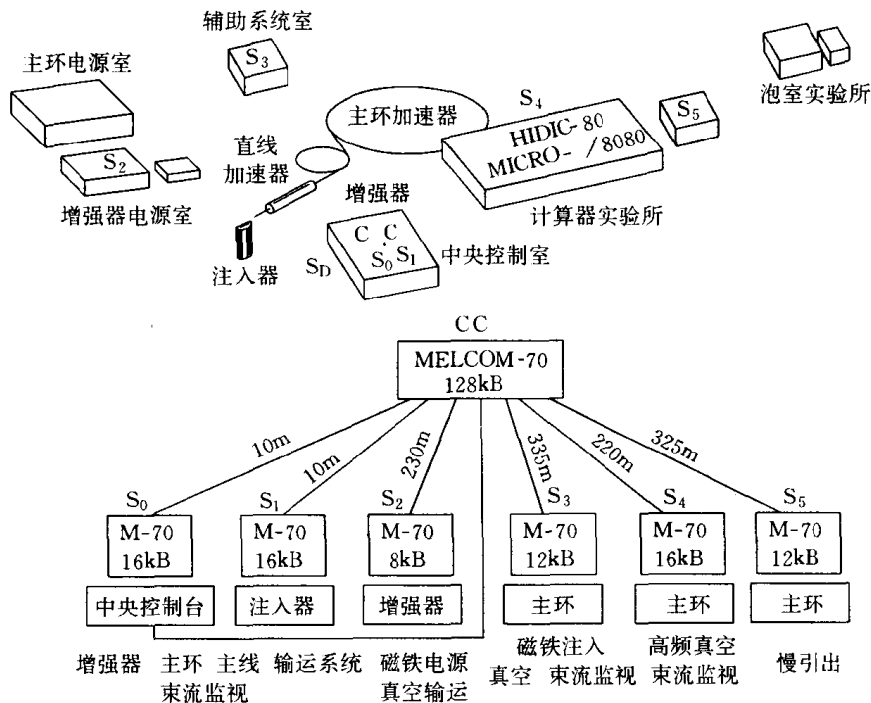 辅助系统室
S3
主环电源室
泡室实验所
S4
主环加速器
HIDIC-80
MICRO-/8080
S5
直线
加速器
S2
增强器
增强器电源室
计算器实验所
C C
S0 S1
中央控制室
注入器
SD
CC
MELCOM-70
128kB
10m
10m
230m
335m
220m
325m
S0
S1
S2
S3
S4
S5
M-70
16kB
M-70
16kB
M-70
8kB
M-70
12kB
M-70
16kB
M-70
12kB
中央控制台
注入器
增强器
主环
主环
主环
增强器 主环 主线 输运系统
束流监视
磁铁电源
真空输运
磁铁注入
真空 束流监视
高频真空
束流监视
慢引出